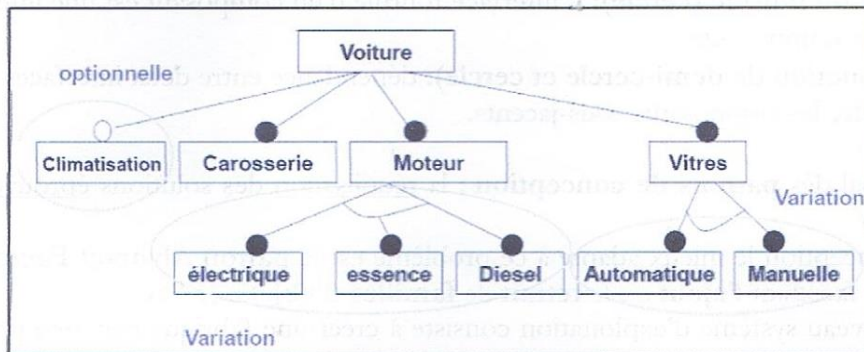 Voiture
optionnelle
Climatisation Carosserie Moteur Vitres
Variation
électrique essence Diesel Automatique Manuelle
Variation